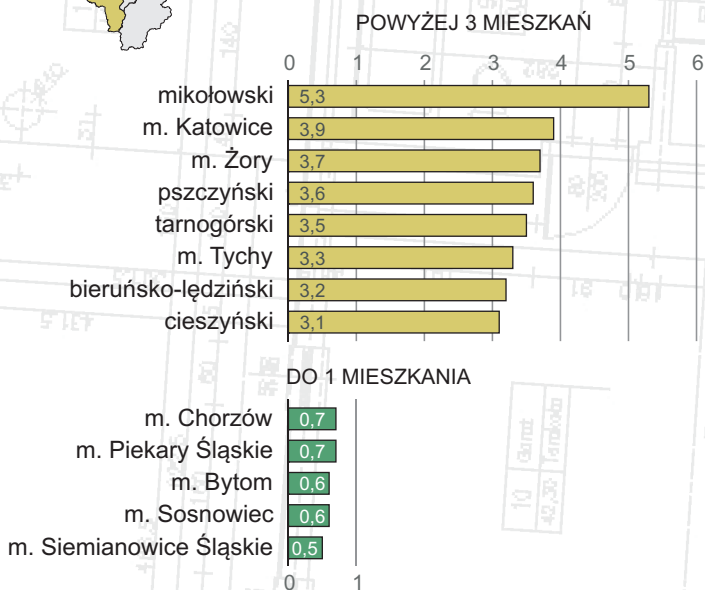 POWYŻEJ 3 MIESZKAŃ
0 1 2 3 4 5 6
mikołowski 5,3
m. Katowice 3,9
m. Żory 3,7
pszczyński 3,6
tarnogórski 3,5
m. Tychy 3,3
bieruńsko-lędziński 3,2
cieszyński 3,1
DO 1 MIESZKANIA
m. Chorzów 0,7
m. Piekary Śląskie 0,7
m. Bytom 0,6
m. Sosnowiec 0,6
m. Siemianowice Śląskie 0,5
0 1